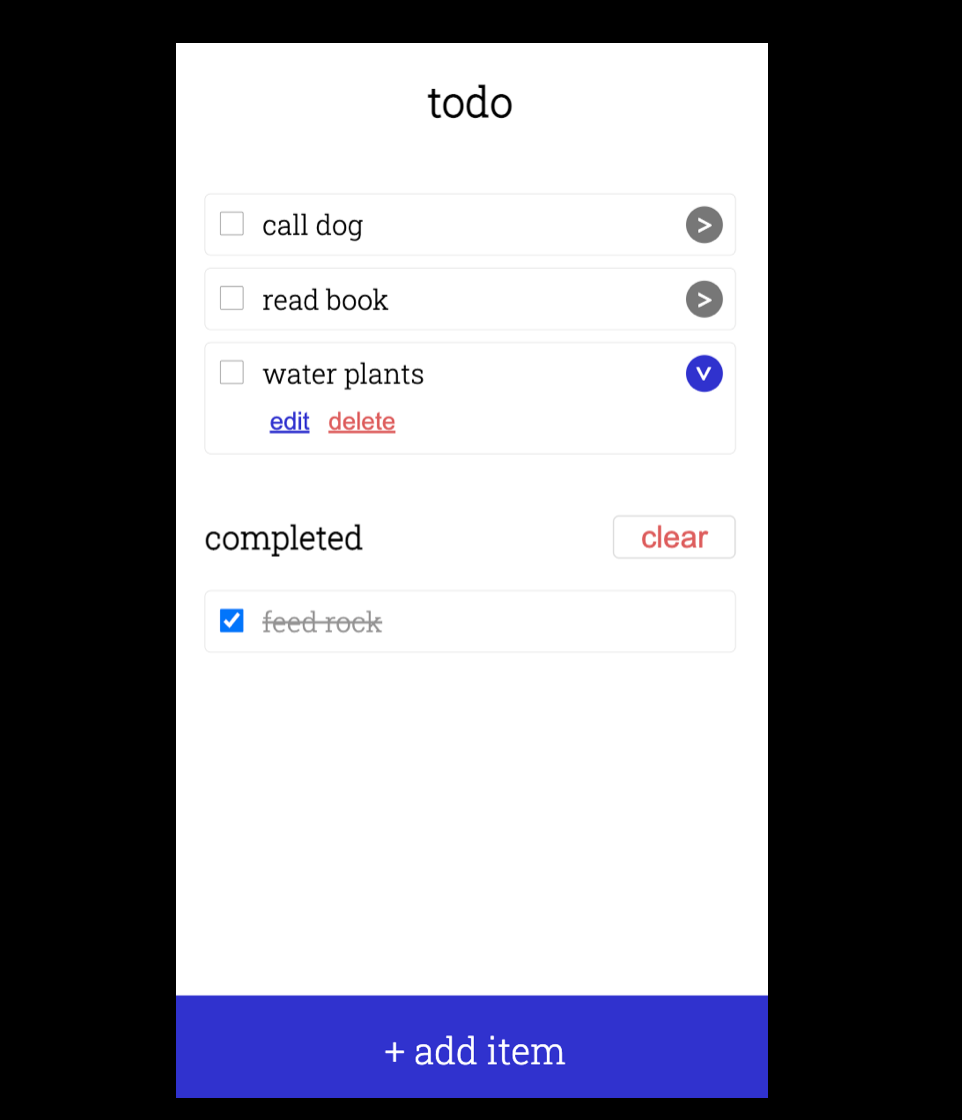 todo
call dog >
read book >
water plants v
edit delete
completed clear
feed rock
+ add item